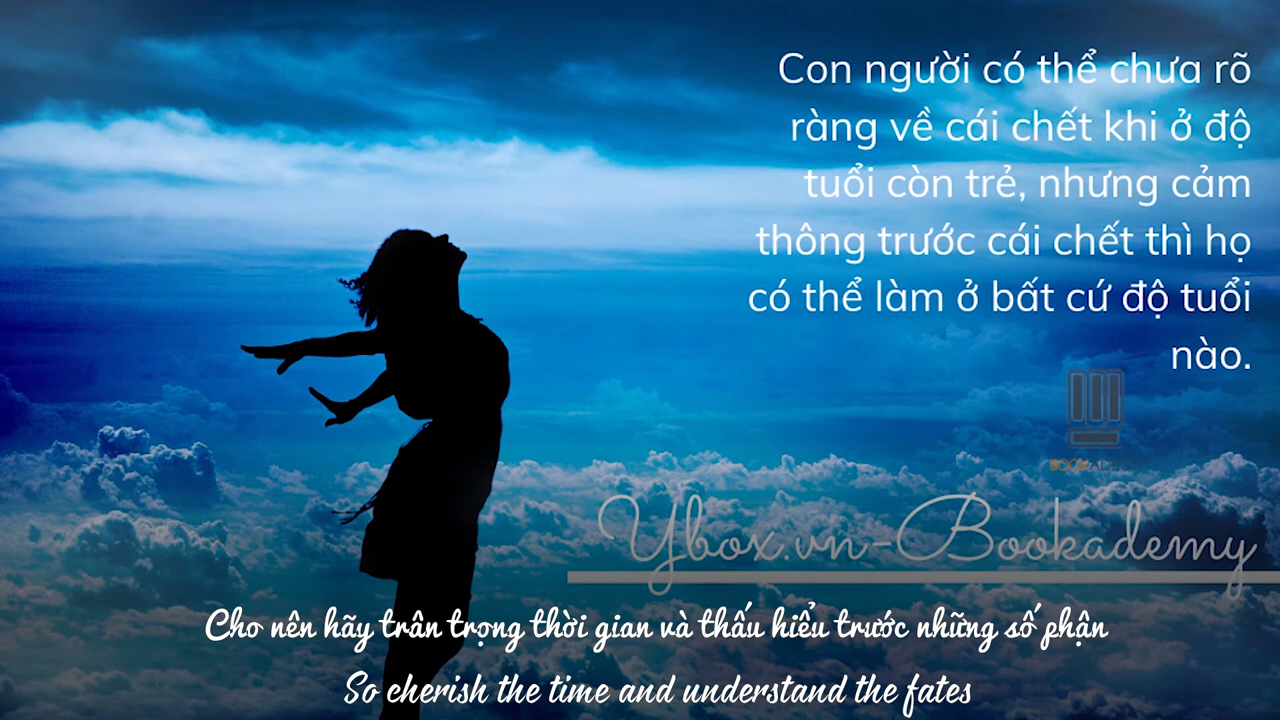 Con người có thể chưa rõ
ràng về cái chết khi ở độ
tuổi còn trẻ, nhưng cảm
thông trước cái chết thì họ
có thể làm ở bất cứ độ tuổi
nào.
Ybox.vn-Bookademy
Cho nên hãy trân trọng thời gian và thấu hiểu trước những số phận
So cherish the time and understand the fates